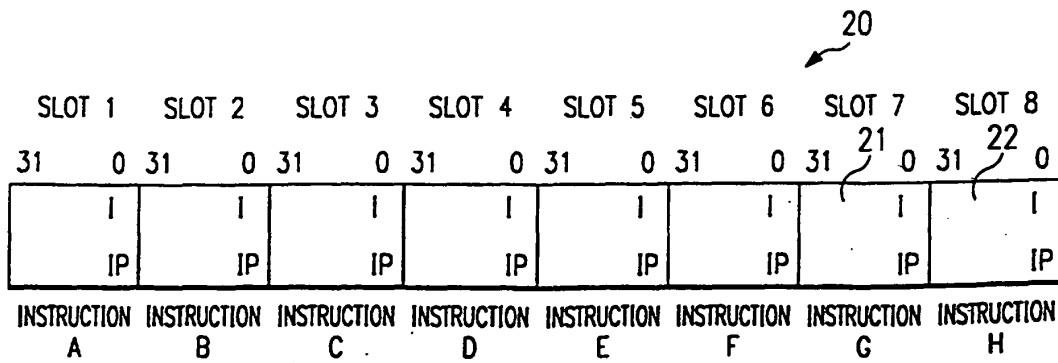 20
SLOT 1 SLOT 2 SLOT 3 SLOT 4 SLOT 5 SLOT 6 SLOT 7 SLOT 8
31 0 31 0 31 0 31 0 31 0 31 0 31 21 0 31 22 0
I I I I I I I I
IP IP IP IP IP IP IP IP
INSTRUCTION INSTRUCTION INSTRUCTION INSTRUCTION INSTRUCTION INSTRUCTION INSTRUCTION INSTRUCTION
A B C D E F G H